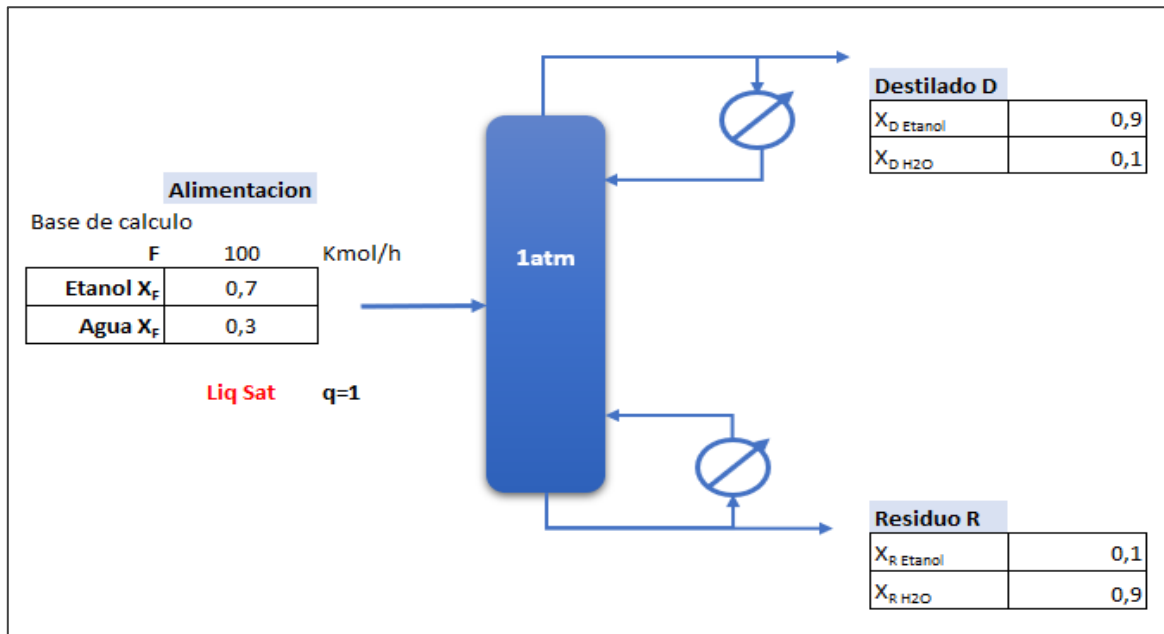 Alimentacion
Base de calculo
F 100 Kmol/h
Etanol XF 0,7
Agua XF 0,3
Liq Sat q=1
1atm
Destilado D
XD Etanol 0,9
XD H2O 0,1
Residuo R
XR Etanol 0,1
XR H2O 0,9